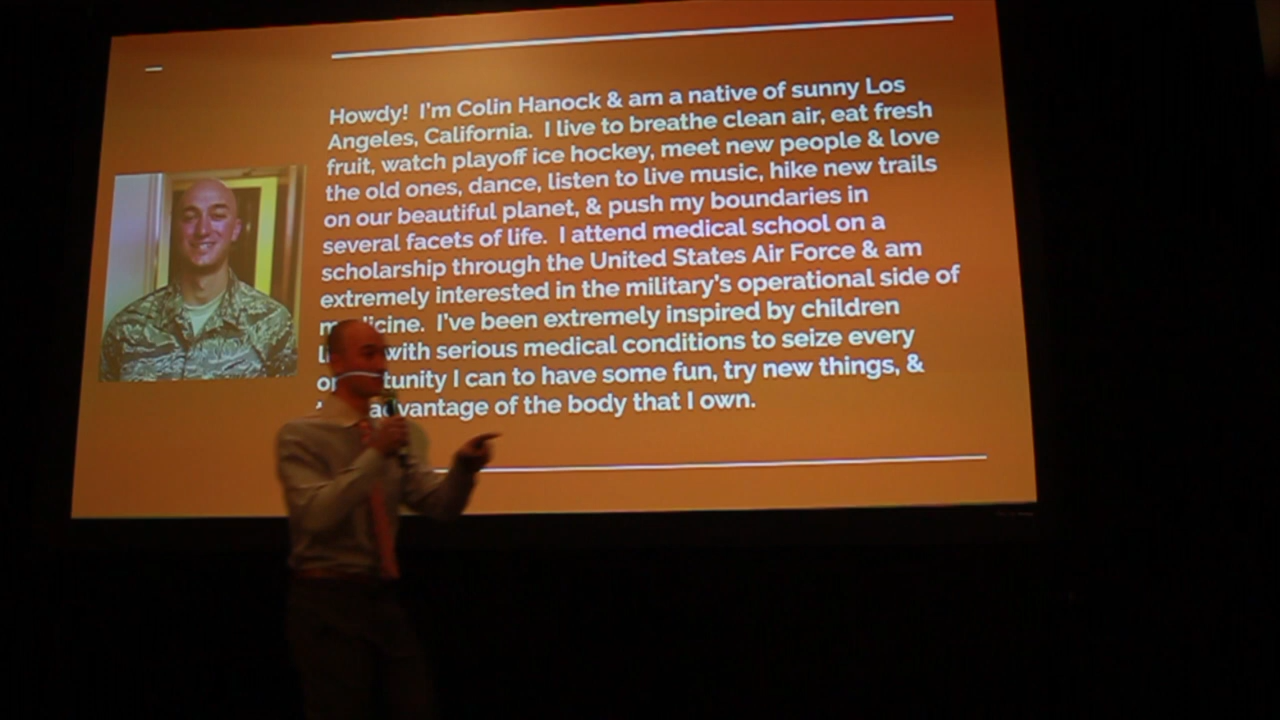 Howdy! I'm Colin Hanock & am a native of sunny Los
Angeles, California. I live to breathe clean air, eat fresh
fruit, watch playoff ice hockey, meet new people & love
the old ones, dance, listen to live music, hike new trails
on our beautiful planet, & push my boundaries in
several facets of life. I attend medical school on a
scholarship through the United States Air Force & am
extremely interested in the military's operational side of
medicine. I've been extremely inspired by children
with serious medical conditions to seize every
opportunity I can to have some fun, try new things, &
advantage of the body that I own.